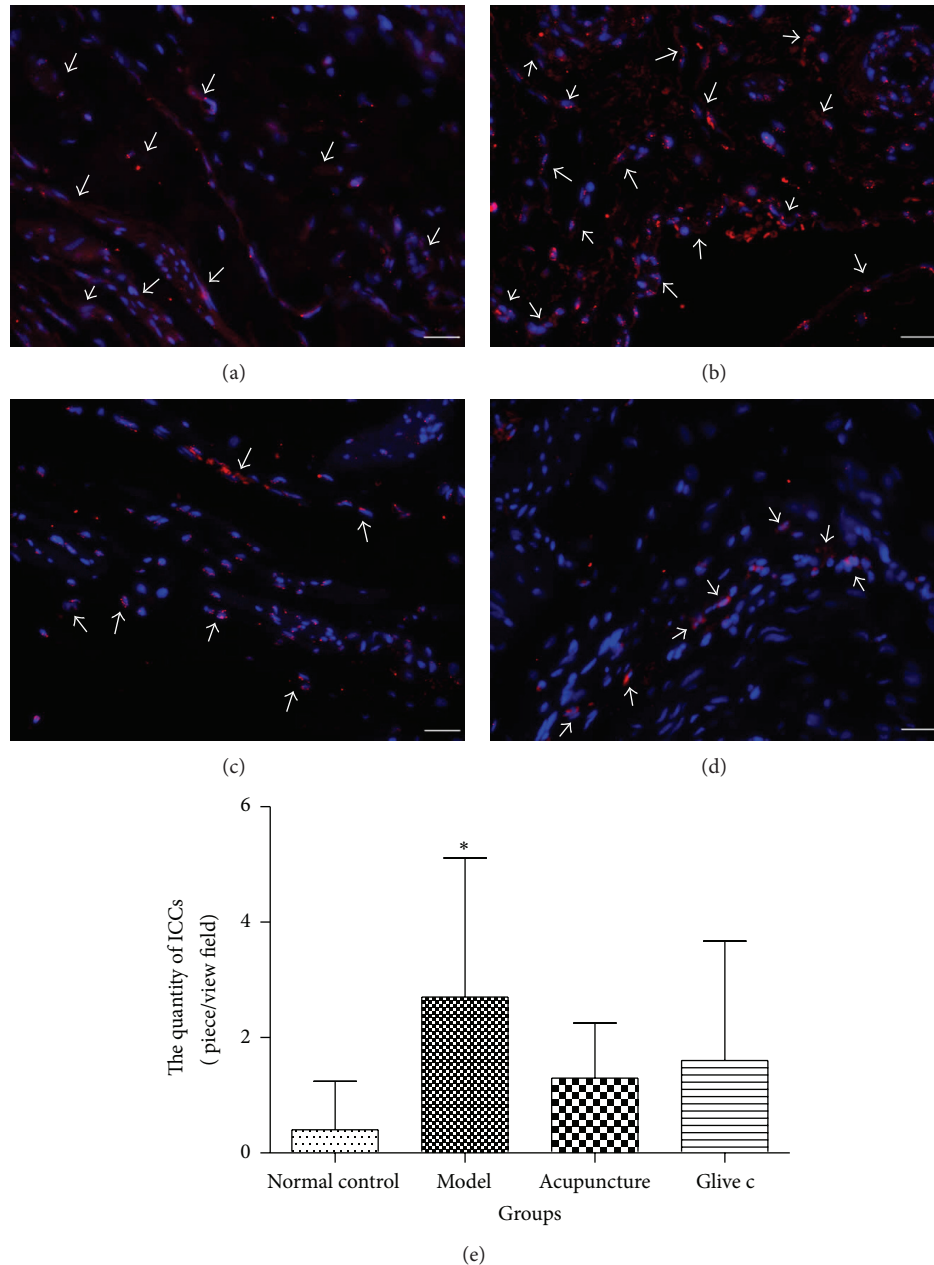 (a)
(b)
(c)
(d)
6
4
2
0
The quantity of ICCs
( piece/view field)
*
Normal control
Model
Acupuncture
Glive c
Groups
(e)